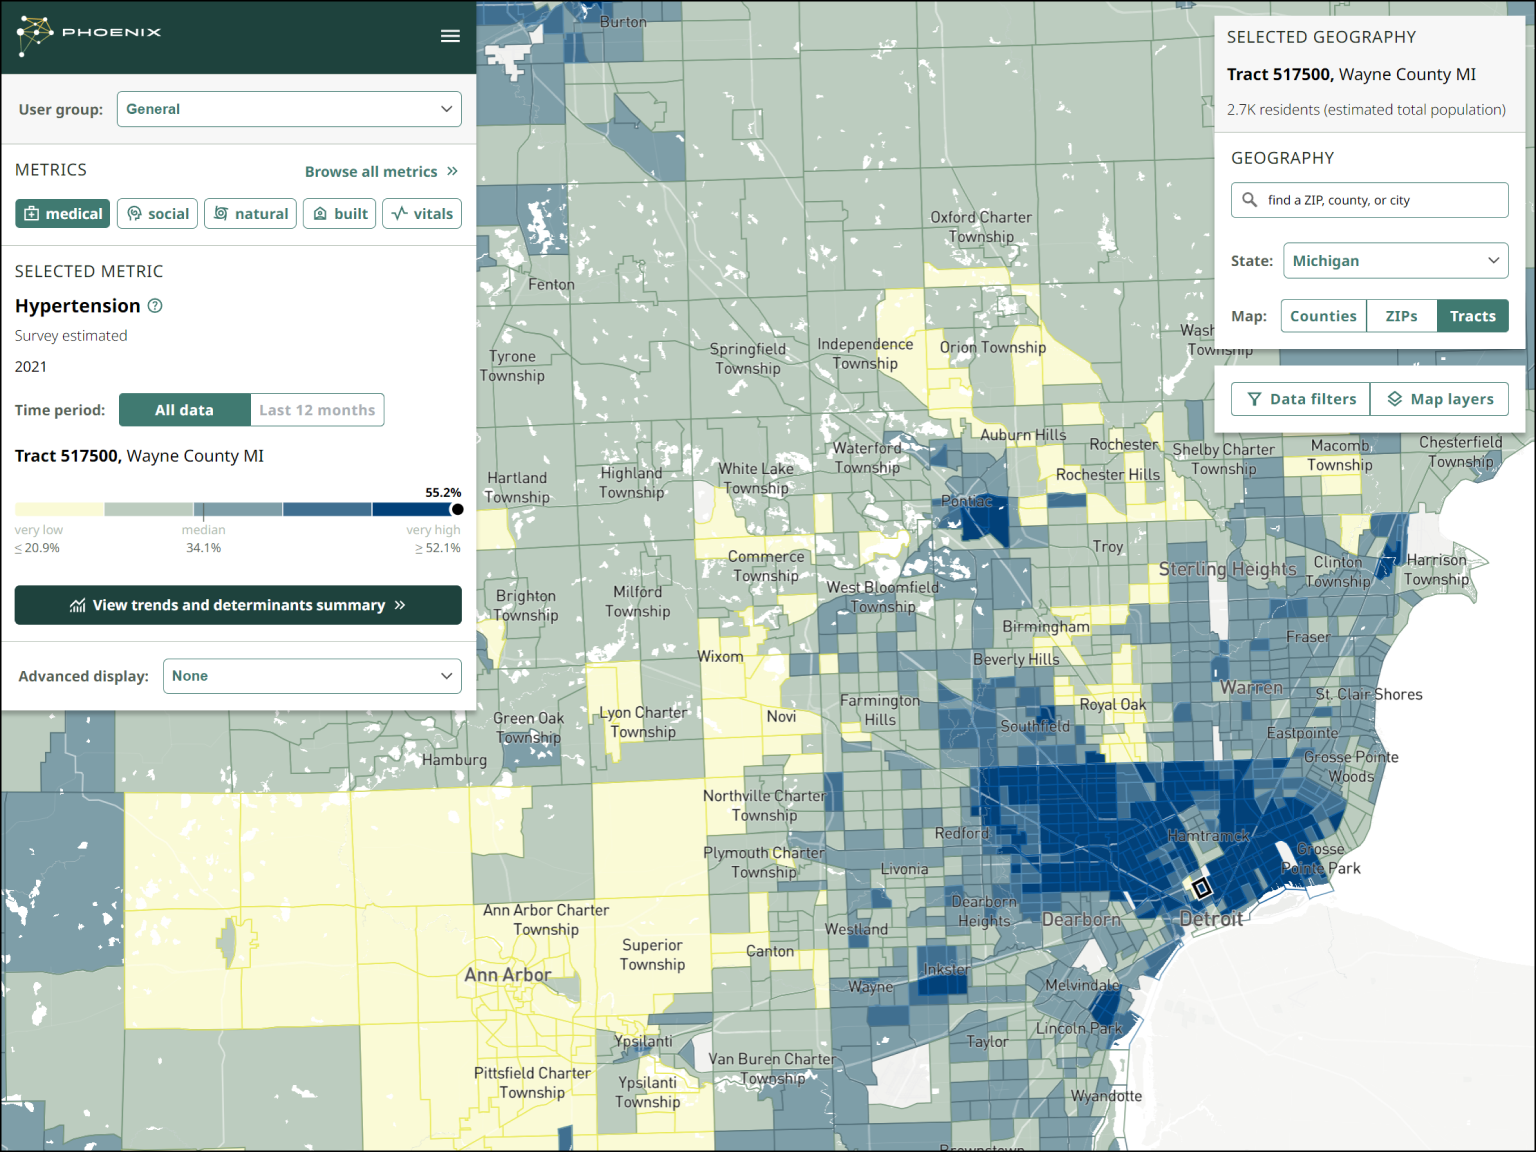 PHOENIX
User group:
General
METRICS
Browse all metrics
medical
social
natural
built
vitals
SELECTED METRIC
Hypertension
Survey estimated
2021
Time period:
All data
Last 12 months
Tract 517500, Wayne County MI
55.2%
very low
median
very high
≤ 20.9%
34.1%
≥ 52.1%
View trends and determinants summary
Advanced display:
None
SELECTED GEOGRAPHY
Tract 517500, Wayne County MI
2.7K residents (estimated total population)
GEOGRAPHY
find a ZIP, county, or city
State:
Michigan
Map:
Counties
ZIPs
Tracts
Data filters
Map layers
Burton
Oxford Charter
Township
Fenton
Tyrone
Township
Springfield
Township
Independence
Township
Orion Township
Wash
Township
Auburn Hills
Rochester
Shelby Charter
Township
Macomb
Township
Chesterfield
Township
Waterford
Township
Hartland
Township
Highland
Township
White Lake
Township
Rochester Hills
Pontiac
Troy
Sterling Heights
Clinton
Township
Harrison
Township
Commerce
Township
West Bloomfield
Township
Brighton
Township
Milford
Township
Birmingham
Fraser
Wixom
Beverly Hills
Warren
St. Clair Shores
Farmington
Hills
Royal Oak
Novi
Southfield
Green Oak
Township
Lyon Charter
Township
Eastpointe
Hamburg
Grosse Pointe
Woods
Northville Charter
Township
Redford
Hamtramck
Grosse
Pointe Park
Plymouth Charter
Township
Livonia
Ann Arbor Charter
Township
Dearborn
Heights
Dearborn
Detroit
Westland
Superior
Township
Canton
Ann Arbor
Inkster
Wayne
Melvindale
Lincoln Park
Ypsilanti
Taylor
Van Buren Charter
Township
Pittsfield Charter
Township
Ypsilanti
Township
Wyandotte
Brownstown